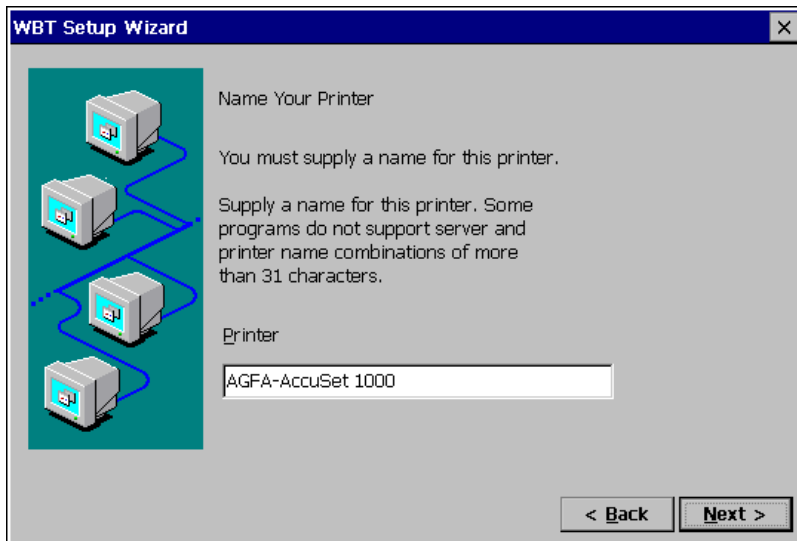 WBT Setup Wizard
Name Your Printer
You must supply a name for this printer.
Supply a name for this printer. Some
programs do not support server and
printer name combinations of more
than 31 characters.
Printer
AGFA-AccuSet 1000
< Back
Next >